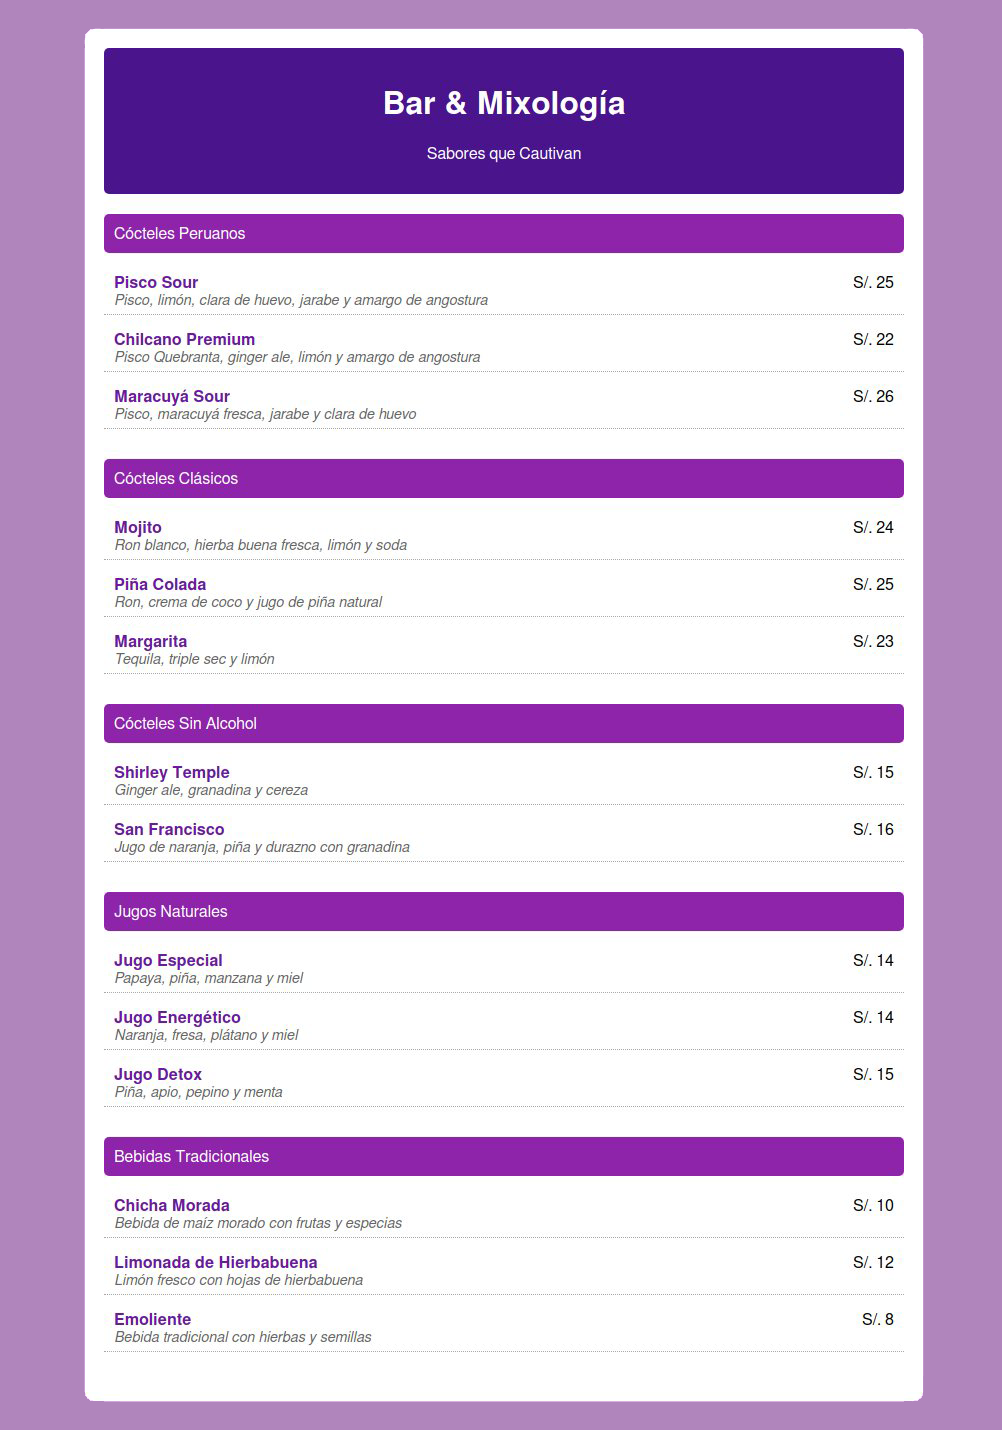 Bar & Mixología
Sabores que Cautivan
Cócteles Peruanos
Pisco Sour S/. 25
Pisco, limón, clara de huevo, jarabe y amargo de angostura
Chilcano Premium S/. 22
Pisco Quebranta, ginger ale, limón y amargo de angostura
Maracuyá Sour S/. 26
Pisco, maracuyá fresca, jarabe y clara de huevo
Cócteles Clásicos
Mojito S/. 24
Ron blanco, hierba buena fresca, limón y soda
Piña Colada S/. 25
Ron, crema de coco y jugo de piña natural
Margarita S/. 23
Tequila, triple sec y limón
Cócteles Sin Alcohol
Shirley Temple S/. 15
Ginger ale, granadina y cereza
San Francisco S/. 16
Jugo de naranja, piña y durazno con granadina
Jugos Naturales
Jugo Especial S/. 14
Papaya, piña, manzana y miel
Jugo Energético S/. 14
Naranja, fresa, plátano y miel
Jugo Detox S/. 15
Piña, apio, pepino y menta
Bebidas Tradicionales
Chicha Morada S/. 10
Bebida de maíz morado con frutas y especias
Limonada de Hierbabuena S/. 12
Limón fresco con hojas de hierbabuena
Emoliente S/. 8
Bebida tradicional con hierbas y semillas